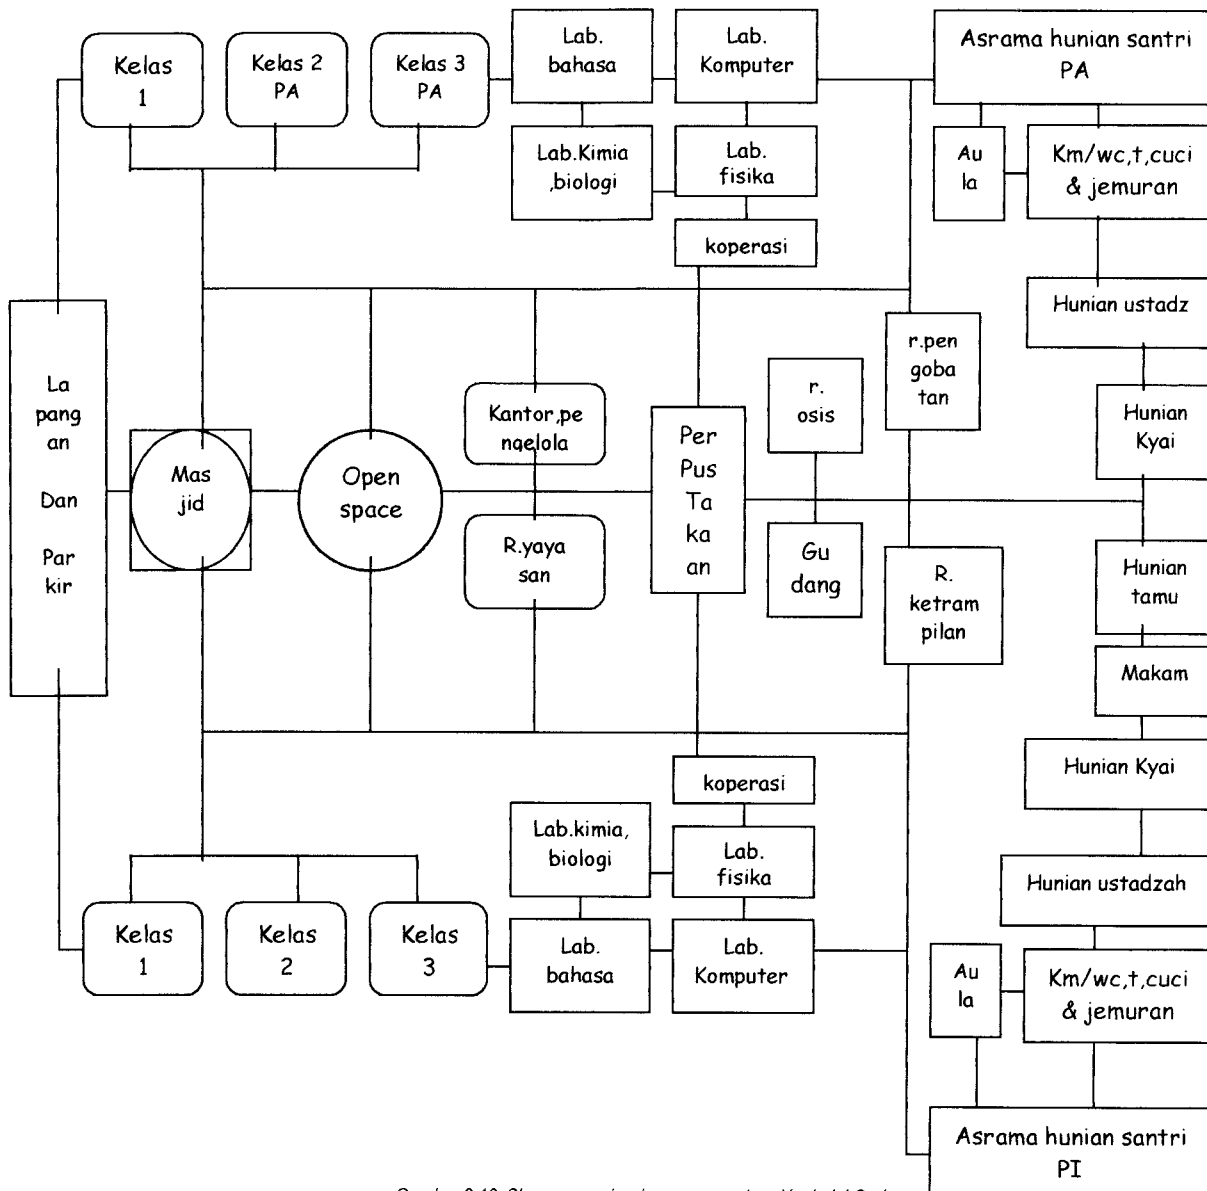 Kelas
1
Kelas 2
PA
Kelas 3
PA
Lab.
bahasa
Lab.
Komputer
Asrama hunian santri
PA
Lab.Kimia
,biologi
Lab.
fisika
Au
la
Km/wc,t,cuci
& jemuran
koperasi
Hunian ustadz
La
pang
an
Dan
Par
kir
Mas
jid
Open
space
Kantor,pe
ngelola
R.yaya
san
Per
Pus
Ta
ka
an
r.
osis
Gu
dang
r.pen
goba
tan
R.
ketram
pilan
Hunian
Kyai
Hunian
tamu
Makam
Hunian Kyai
koperasi
Lab.kimia,
biologi
Lab.
fisika
Hunian ustadzah
Kelas
1
Kelas
2
Kelas
3
Lab.
bahasa
Lab.
Komputer
Au
la
Km/wc,t,cuci
& jemuran
Asrama hunian santri
PI